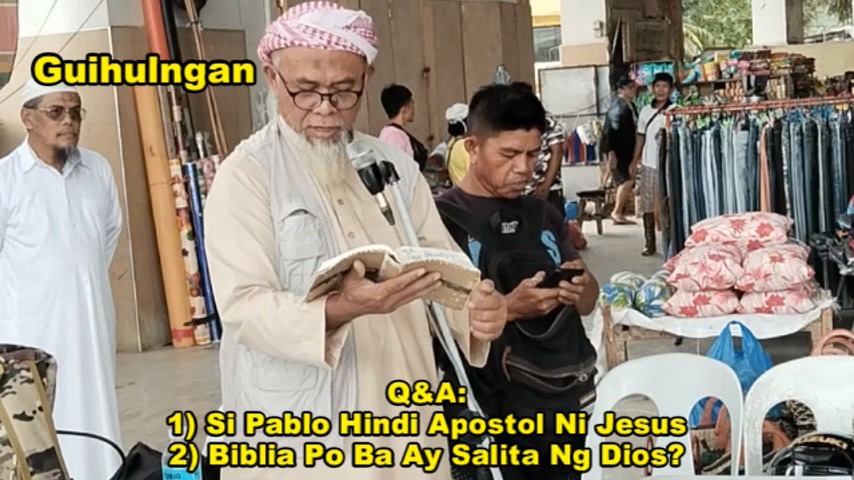 Guihulngan
Q&A:
1) Si Pablo Hindi Apostol Ni Jesus
2) Biblia Po Ba Ay Salita Ng Dios?